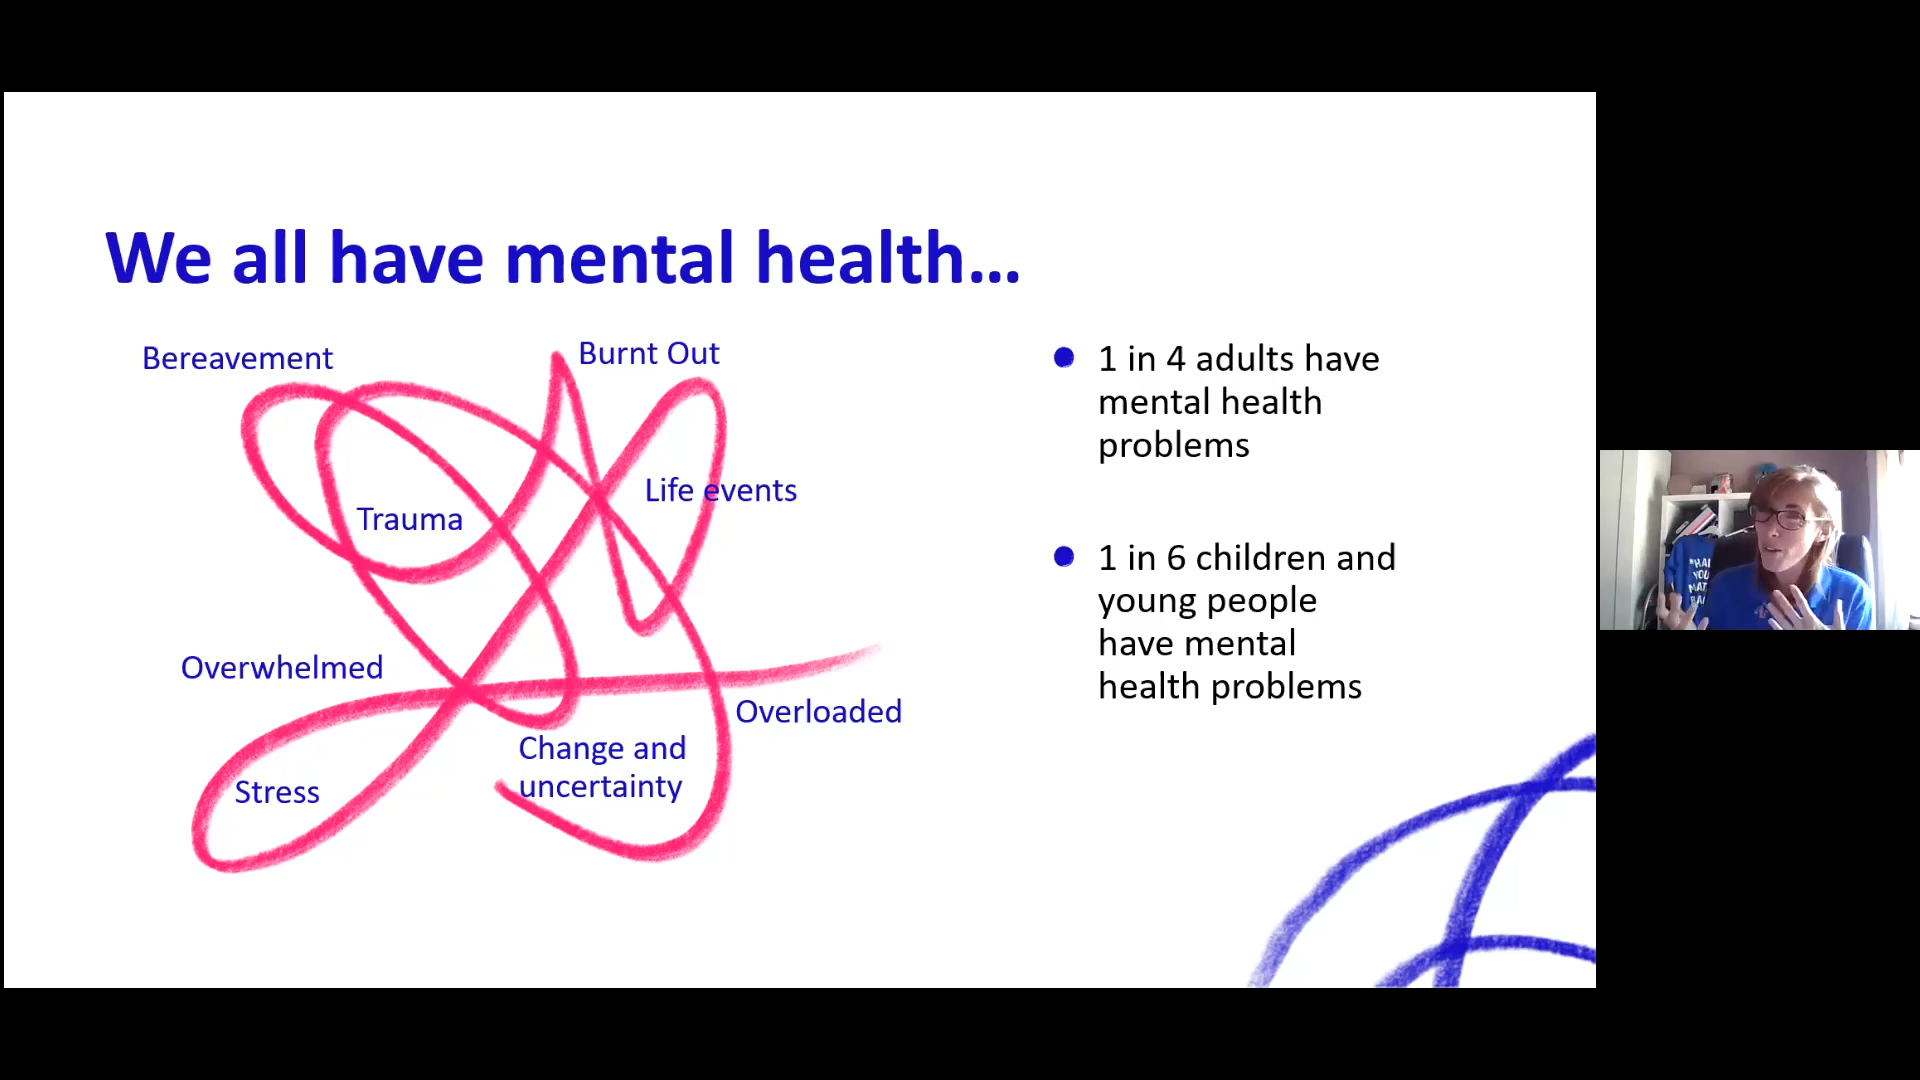 We all have mental health...
Bereavement
Burnt Out
Life events
Trauma
Overwhelmed
Overloaded
Change and
uncertainty
Stress
1 in 4 adults have
mental health
problems
1 in 6 children and
young people
have mental
health problems
YOU